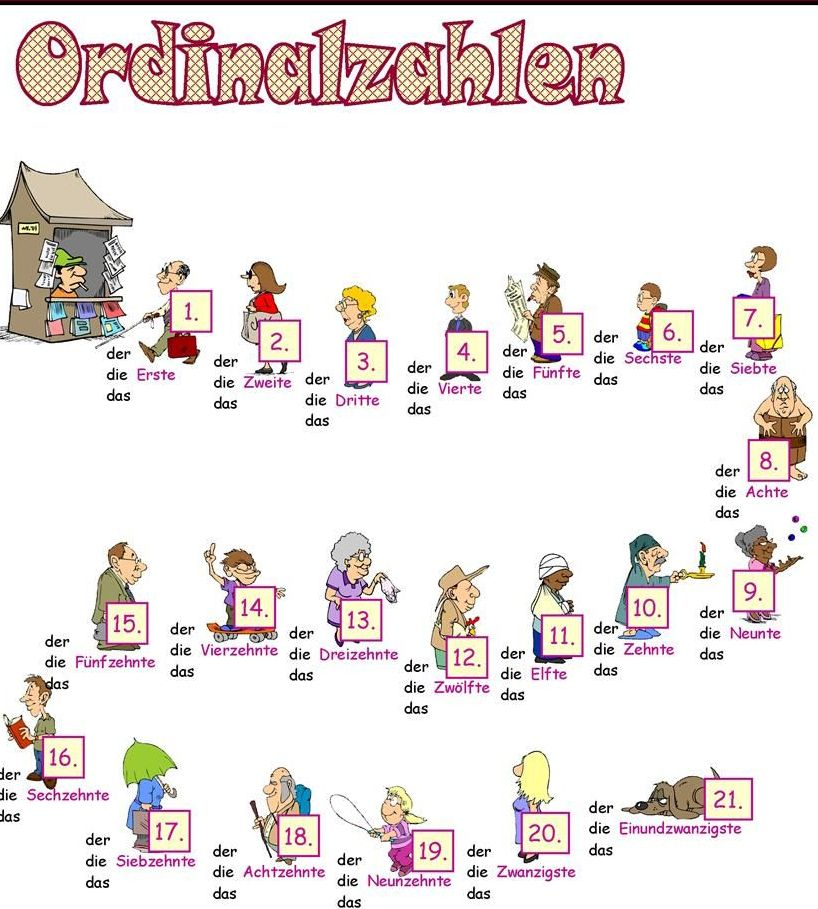 Ordinalzahlen
1.
der
die Erste
das
2.
der
die Zweite
das
3.
der
die Dritte
das
4.
der
die Vierte
das
5.
der
die Fünfte
das
6.
der
die Sechste
das
7.
der
die Siebte
das
8.
der
die Achte
das
9.
der
die Neunte
das
10.
der
die Zehnte
das
11.
der
die Elfte
das
12.
der
die Zwölfte
das
13.
der
die Dreizehnte
das
14.
der
die Vierzehnte
das
15.
der
die Fünfzehnte
das
16.
der
die Sechzehnte
das
17.
der
die Siebzehnte
das
18.
der
die Achtzehnte
das
19.
der
die Neunzehnte
das
20.
der
die Zwanzigste
das
21.
der
die Einundzwanzigste
das